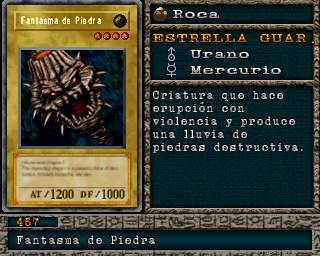 Fantasma de Piedra
AT/1200 DF/1000
Roca
ESTRELLA GUAR.
Urano
Mercurio
Criatura que hace
erupción con
violencia y produce
una lluvia de
piedras destructiva.
457
Fantasma de Piedra